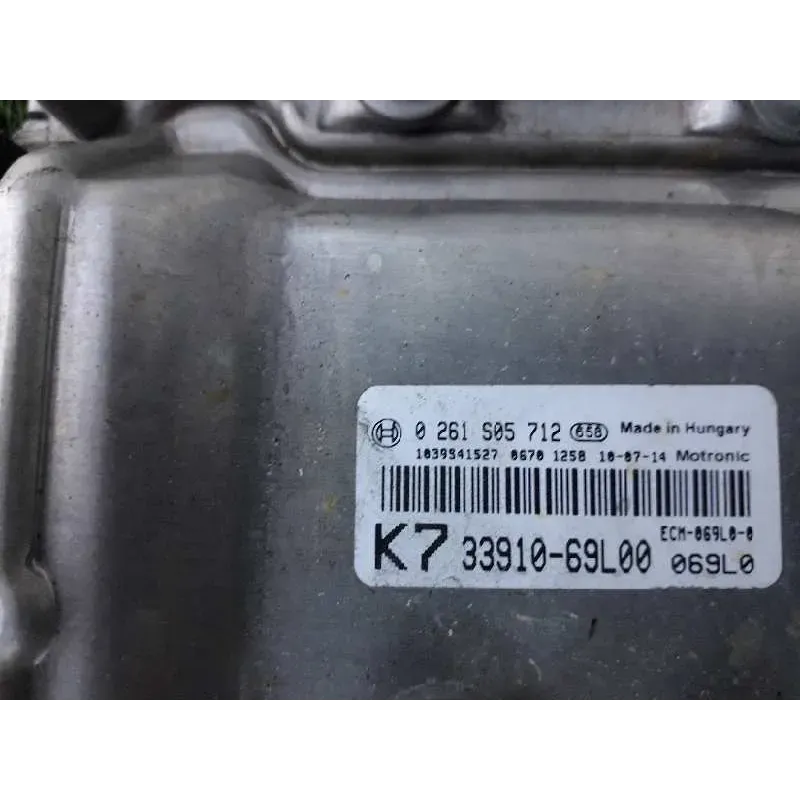 0 261 S05 712 656 Made in Hungary
1039S41527 0670 1258 10-07-14 Motronic
ECM-069L0-0
K7 33910-69L00 069L0